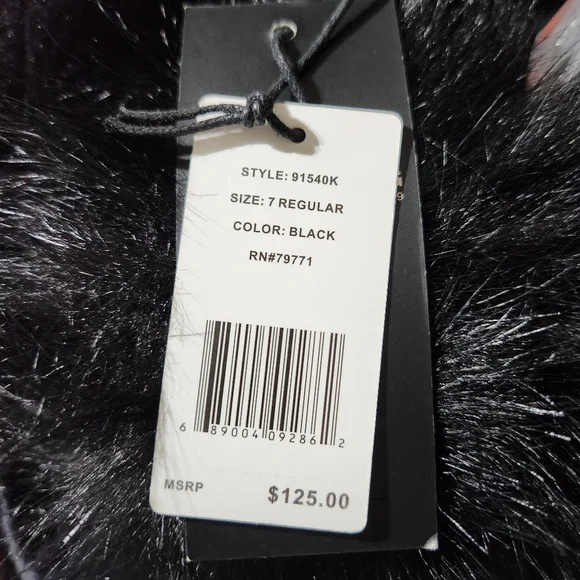 STYLE: 91540K
SIZE: 7 REGULAR
COLOR: BLACK
RN#79771
6 89004 09286 2
MSRP $125.00